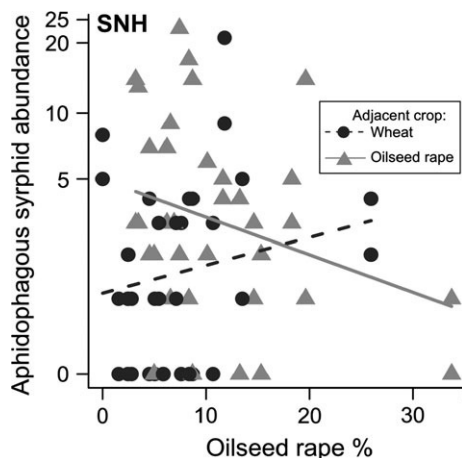 SNH
25
20
10
5
0
Aphidophagous syrphid abundance
Adjacent crop:
Wheat
Oilseed rape
0 10 20 30
Oilseed rape %